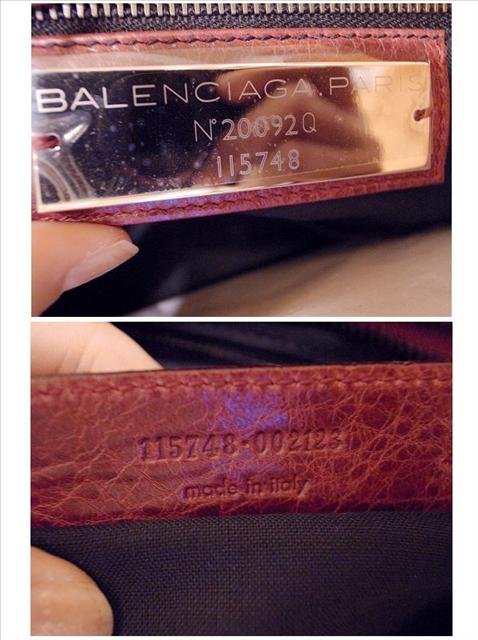 BALENCIAGA.PARIS
N°20092Q
115748
115748·002123
made in italy